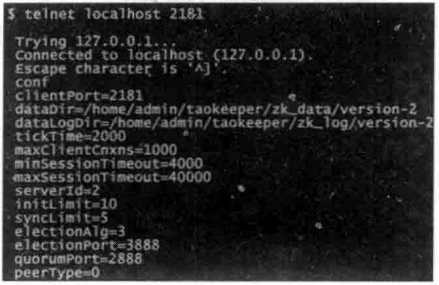 $ telnet localhost 2181
Trying 127.0.0.1...
Connected to localhost (127.0.0.1).
Escape character is '^]'.
conf
clientPort=2181
dataDir=/home/admin/taokeeper/zk_data/version-2
dataLogDir=/home/admin/taokeeper/zk_log/version-2
tickTime=2000
maxClientCnxns=1000
minSessionTimeout=4000
maxSessionTimeout=40000
serverId=2
initLimit=10
syncLimit=5
electionAlg=3
electionPort=3888
quorumPort=2888
peerType=0